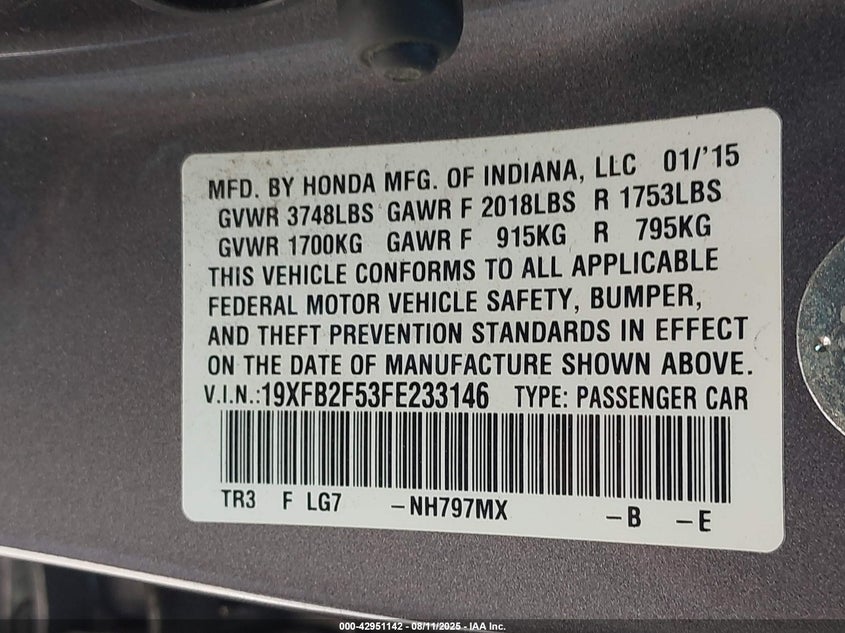 MFD. BY HONDA MFG. OF INDIANA, LLC 01/'15
GVWR 3748LBS GAWR F 2018LBS R 1753LBS
GVWR 1700KG GAWR F 915KG R 795KG
THIS VEHICLE CONFORMS TO ALL APPLICABLE
FEDERAL MOTOR VEHICLE SAFETY, BUMPER,
AND THEFT PREVENTION STANDARDS IN EFFECT
ON THE DATE OF MANUFACTURE SHOWN ABOVE.
V.I.N.:19XFB2F53FE233146 TYPE: PASSENGER CAR
TR3 F LG7 –NH797MX –B –E
000-42951142 - 08/11/2025 - IAA Inc.